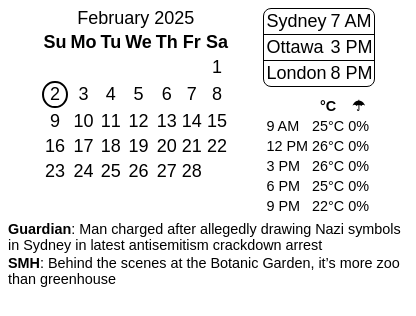 February 2025
Su Mo Tu We Th Fr Sa
1
2 3 4 5 6 7 8
9 10 11 12 13 14 15
16 17 18 19 20 21 22
23 24 25 26 27 28
Sydney 7 AM
Ottawa 3 PM
London 8 PM
°C ☂
9 AM 25°C 0%
12 PM 26°C 0%
3 PM 26°C 0%
6 PM 25°C 0%
9 PM 22°C 0%
Guardian: Man charged after allegedly drawing Nazi symbols
in Sydney in latest antisemitism crackdown arrest
SMH: Behind the scenes at the Botanic Garden, it’s more zoo
than greenhouse